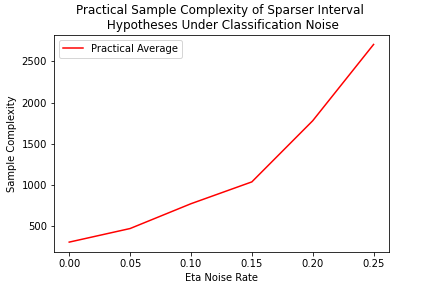 Practical Sample Complexity of Sparser Interval
Hypotheses Under Classification Noise
Practical Average
Sample Complexity
2500
2000
1500
1000
500
0.00 0.05 0.10 0.15 0.20 0.25
Eta Noise Rate